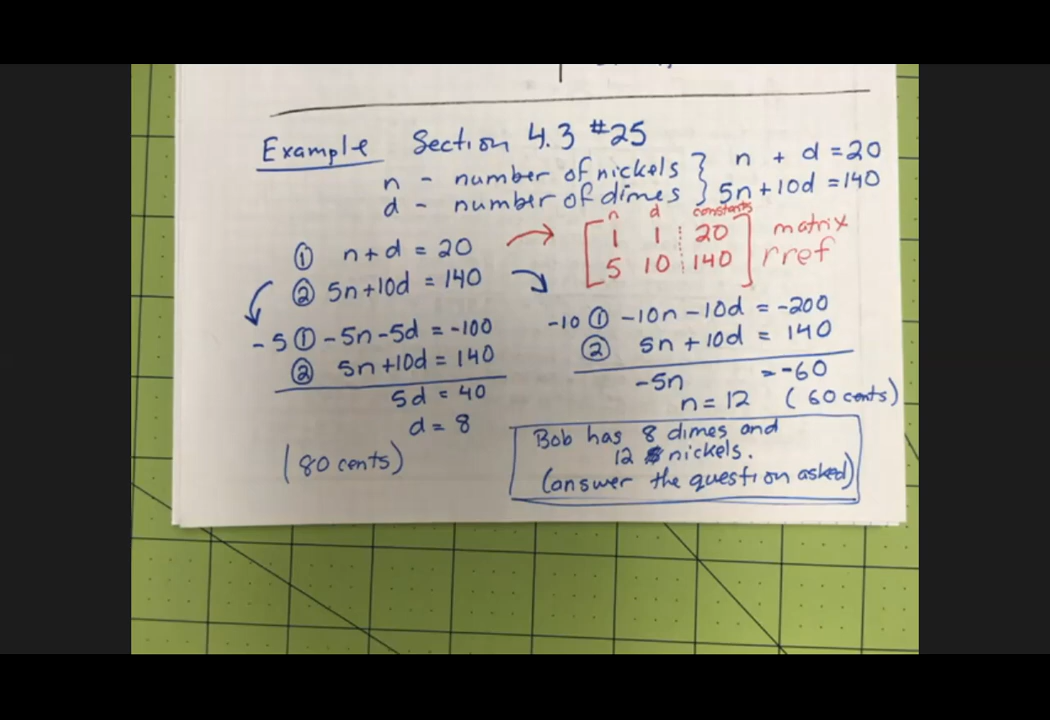 Example Section 4.3 #25
n - number of nickels } n + d = 20
d - number of dimes } 5n+10d = 140
n d constants
① n+d = 20 [ 1 1 20 ] matrix
② 5n+10d = 140 [ 5 10 140 ] rref
-5 ① -5n-5d = -100
② 5n+10d = 140
5d = 40
d = 8
(80 cents)
-10 ① -10n-10d = -200
② 5n+10d = 140
-5n = -60
n = 12 (60 cents)
Bob has 8 dimes and
12 nickels.
(answer the question asked)